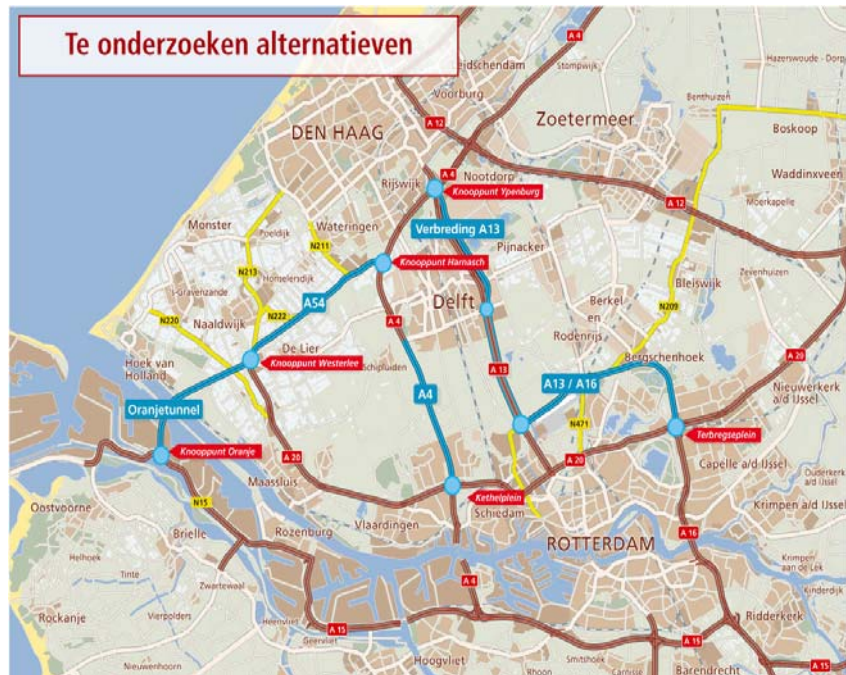 Te onderzoeken alternatieven
A 4
Stompwijk
Hazerswoude - Dorp
Voorburg
Benthuizen
Zoetermeer
A 12
DEN HAAG
Boskoop
Waddinxveen
A 4
Nootdorp
Rijswijk
Knooppunt Ypenburg
Moerkapelle
A 12
Monster
Poeldijk
Wateringen
Verbreding A13
N211
Pijnacker
Knooppunt Harnasch
Zevenhuizen
N213
Honselersdijk
Bleiswijk
's-Gravenzande
A54
Delft
Berkel
en
Rodenrijs
N209
N220
Naaldwijk
N222
A 4
De Lier
Bergschenhoek
A 20
Hoek van
Holland
Knooppunt Westerlee
Schipluiden
A 13
A13 / A16
Nieuwerkerk
a/d IJssel
A4
Oranjetunnel
N471
Terbregseplein
Knooppunt Oranje
A 20
A 20
Capelle a/d IJssel
Maassluis
Ouderkerk
a/d IJssel
Kethelplein
N15
Oostvoorne
Schiedam
Krimpen a/d IJssel
Vlaardingen
Rozenburg
Brielle
A 16
ROTTERDAM
Helhoek
Krimpen
aan de Lek
Tinte
Zwartewaal
A 4
Kinderdijk
Rockanje
Vierpolders
Heenvliet
Ridderkerk
A 15
Geervliet
A 15
Nieuwenhoorn
Hoogvliet
Rhoon
Smitshoek
Carnisse
Barendrecht
A 15